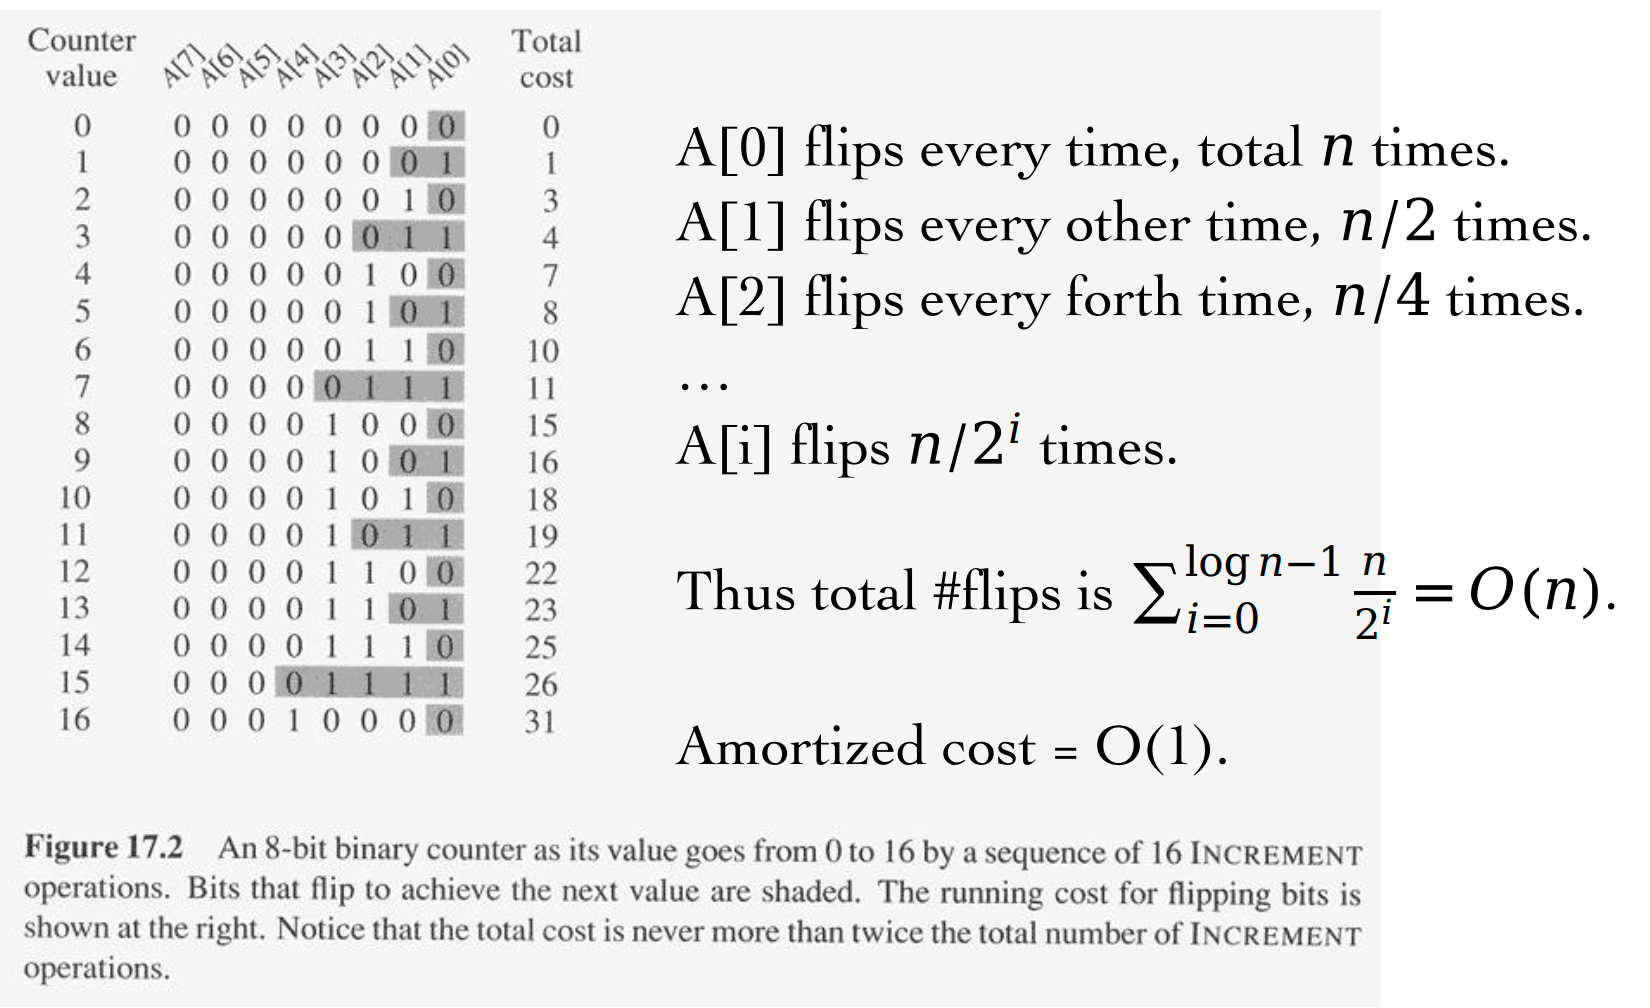 Counter value A[7] A[6] A[5] A[4] A[3] A[2] A[1] A[0] Total cost
0 0 0 0 0 0 0 0 0 0
1 0 0 0 0 0 0 0 1 1
2 0 0 0 0 0 0 1 0 3
3 0 0 0 0 0 0 1 1 4
4 0 0 0 0 0 1 0 0 7
5 0 0 0 0 0 1 0 1 8
6 0 0 0 0 0 1 1 0 10
7 0 0 0 0 0 1 1 1 11
8 0 0 0 0 1 0 0 0 15
9 0 0 0 0 1 0 0 1 16
10 0 0 0 0 1 0 1 0 18
11 0 0 0 0 1 0 1 1 19
12 0 0 0 0 1 1 0 0 22
13 0 0 0 0 1 1 0 1 23
14 0 0 0 0 1 1 1 0 25
15 0 0 0 0 1 1 1 1 26
16 0 0 0 1 0 0 0 0 31
A[0] flips every time, total n times.
A[1] flips every other time, n/2 times.
A[2] flips every forth time, n/4 times.
…
A[i] flips n/2^i times.
Thus total #flips is ∑_{i=0}^{log n−1} n/2^i = O(n).
Amortized cost = O(1).
Figure 17.2 An 8-bit binary counter as its value goes from 0 to 16 by a sequence of 16 INCREMENT
operations. Bits that flip to achieve the next value are shaded. The running cost for flipping bits is
shown at the right. Notice that the total cost is never more than twice the total number of INCREMENT
operations.